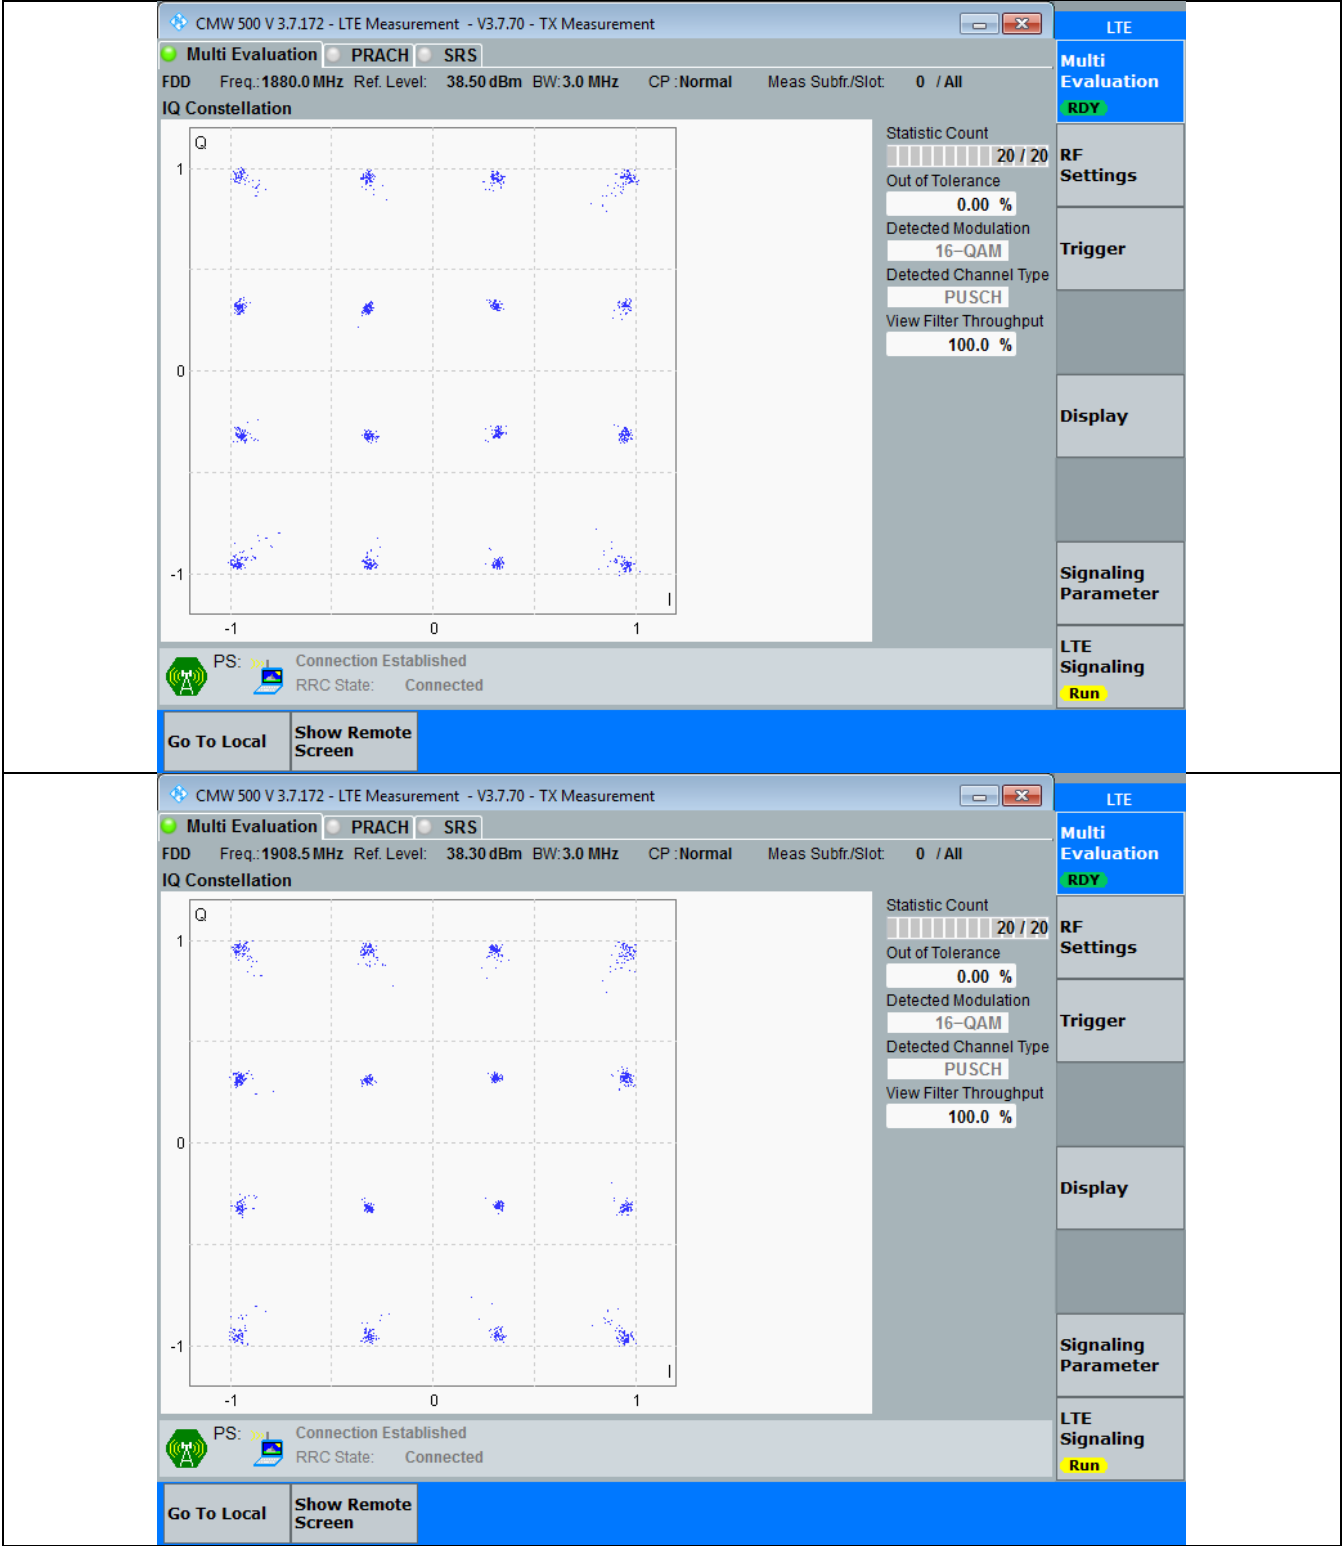 CMW 500 V 3.7.172 - LTE Measurement - V3.7.70 - TX Measurement
LTE
Multi Evaluation PRACH SRS
Multi Evaluation
RDY
FDD Freq.: 1880.0 MHz Ref. Level: 38.50 dBm BW: 3.0 MHz CP : Normal Meas Subfr./Slot: 0 / All
IQ Constellation
Q
1
0
-1
I
-1 0 1
Statistic Count
20 / 20
Out of Tolerance
0.00 %
Detected Modulation
16-QAM
Detected Channel Type
PUSCH
View Filter Throughput
100.0 %
RF
Settings
Trigger
Display
Signaling
Parameter
LTE
Signaling
Run
PS: Connection Established
RRC State: Connected
Go To Local
Show Remote
Screen
CMW 500 V 3.7.172 - LTE Measurement - V3.7.70 - TX Measurement
LTE
Multi Evaluation PRACH SRS
Multi Evaluation
RDY
FDD Freq.: 1908.5 MHz Ref. Level: 38.30 dBm BW: 3.0 MHz CP : Normal Meas Subfr./Slot: 0 / All
IQ Constellation
Q
1
0
-1
I
-1 0 1
Statistic Count
20 / 20
Out of Tolerance
0.00 %
Detected Modulation
16-QAM
Detected Channel Type
PUSCH
View Filter Throughput
100.0 %
RF
Settings
Trigger
Display
Signaling
Parameter
LTE
Signaling
Run
PS: Connection Established
RRC State: Connected
Go To Local
Show Remote
Screen